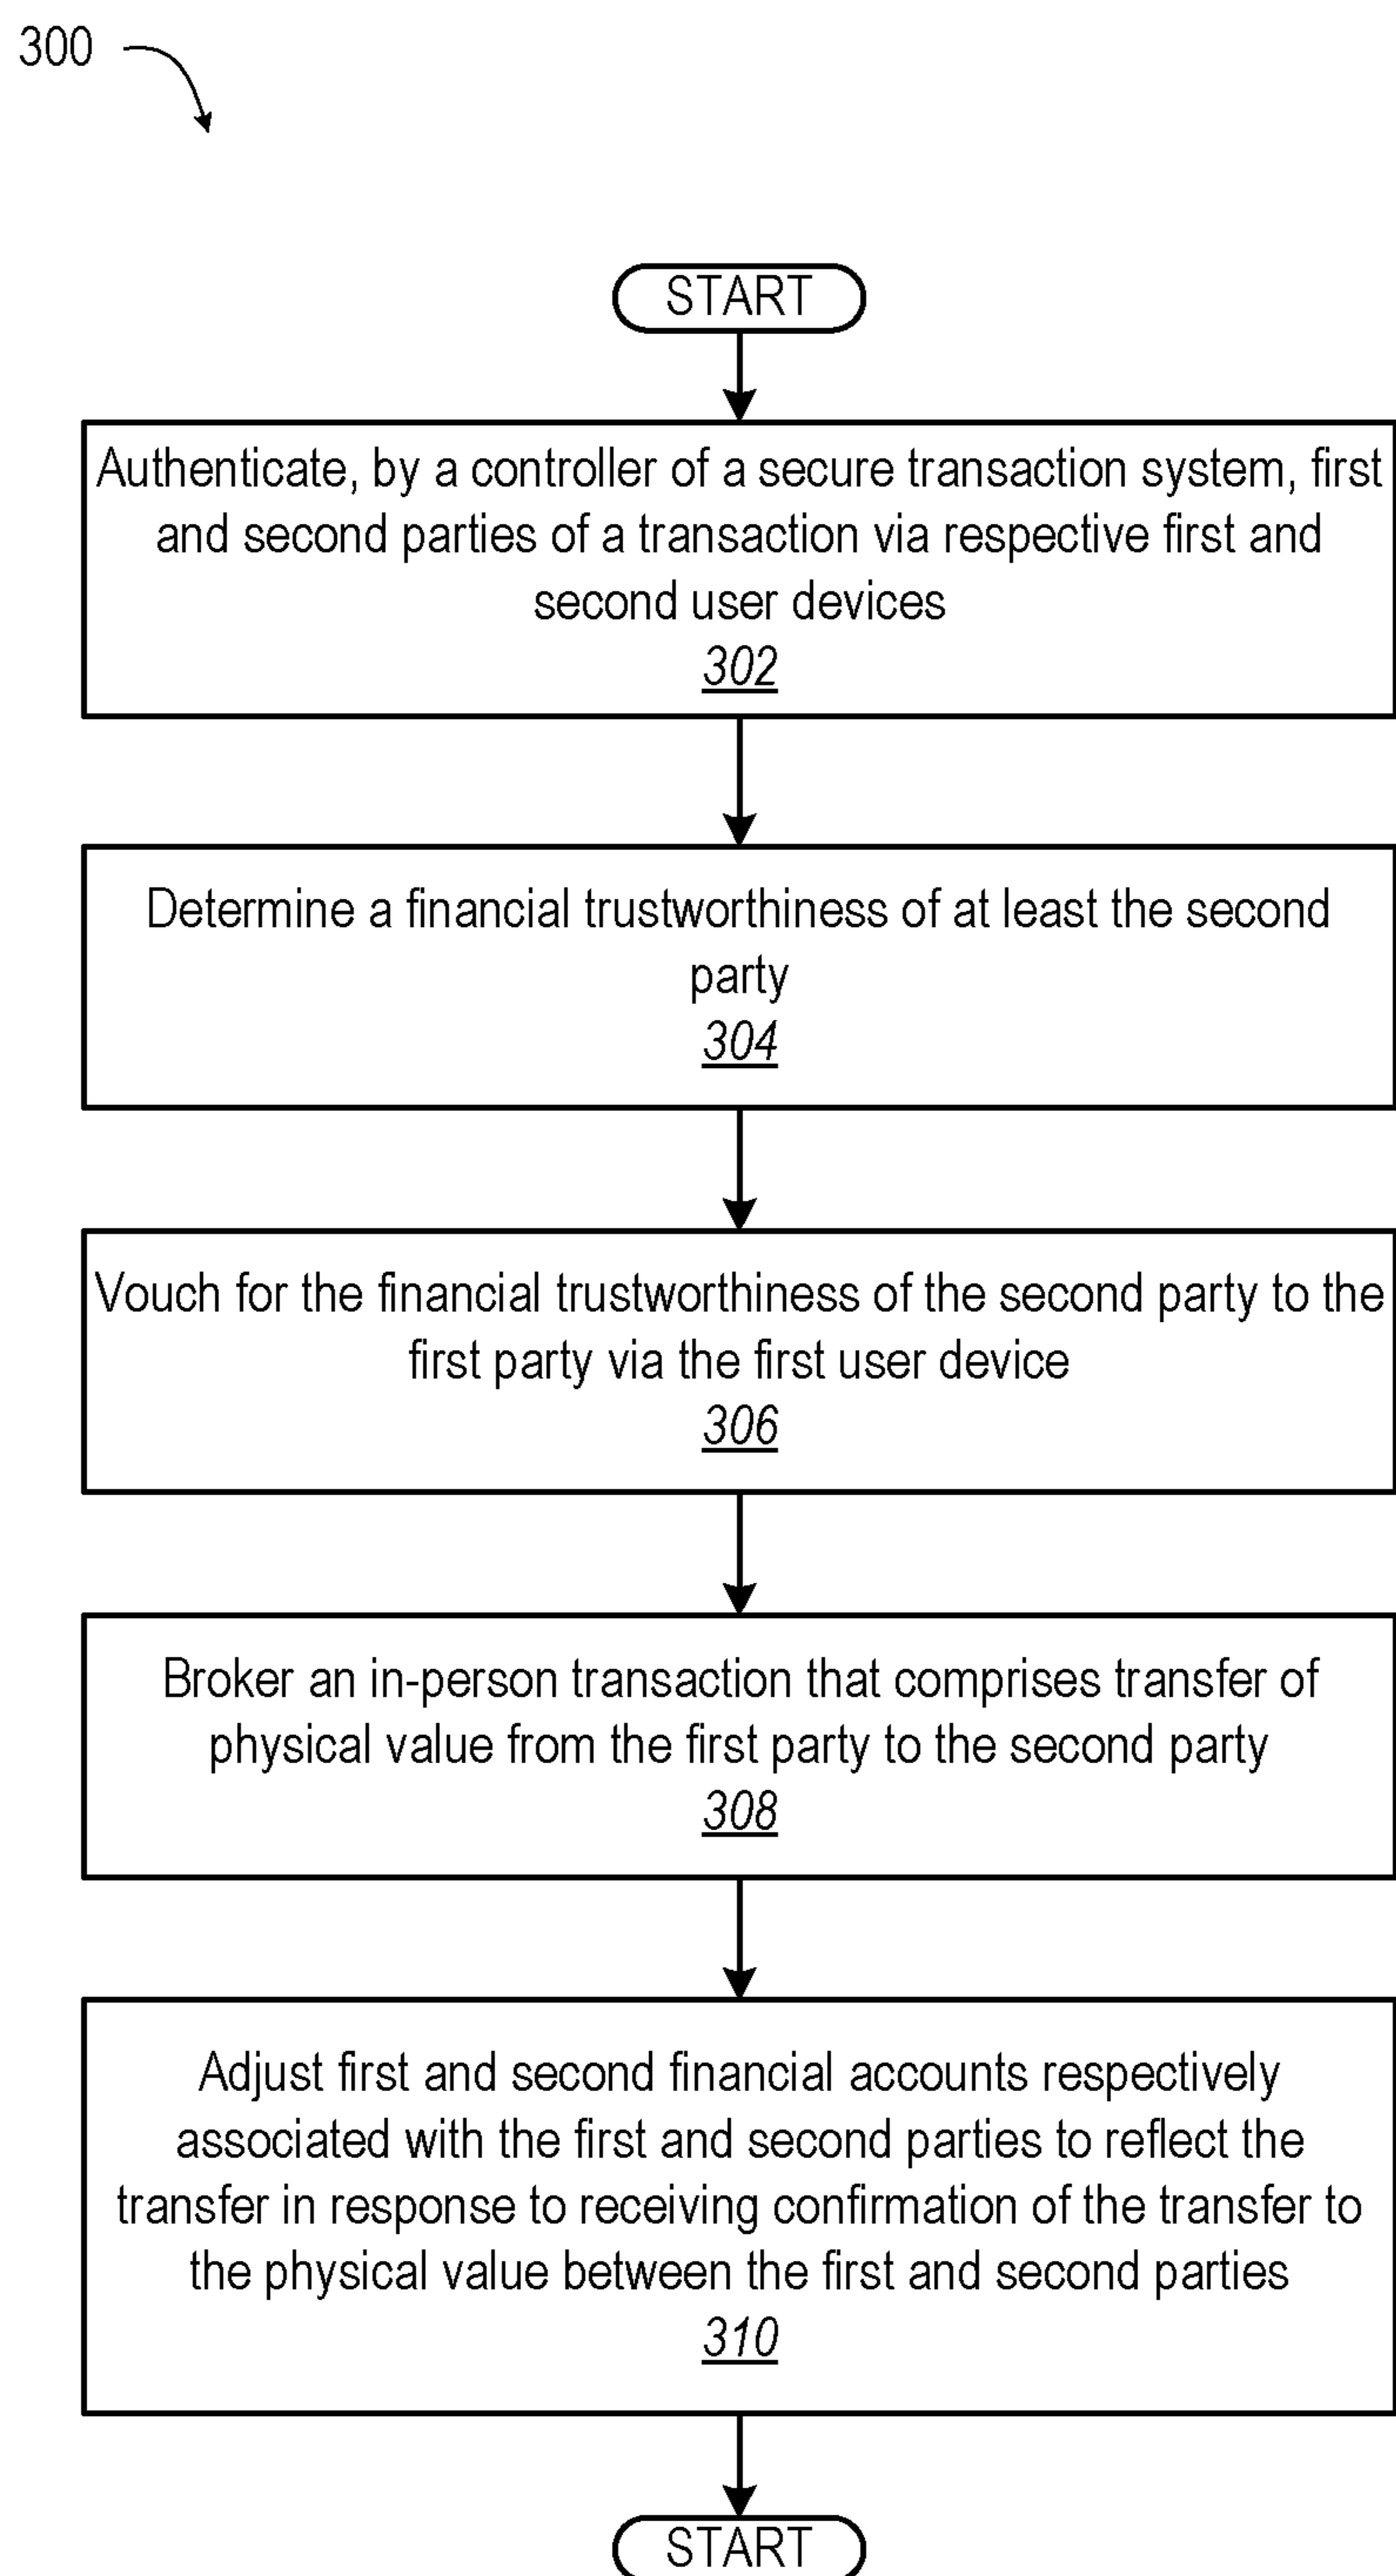 300
START
Authenticate, by a controller of a secure transaction system, first
and second parties of a transaction via respective first and
second user devices
302
Determine a financial trustworthiness of at least the second
party
304
Vouch for the financial trustworthiness of the second party to the
first party via the first user device
306
Broker an in-person transaction that comprises transfer of
physical value from the first party to the second party
308
Adjust first and second financial accounts respectively
associated with the first and second parties to reflect the
transfer in response to receiving confirmation of the transfer to
the physical value between the first and second parties
310
START